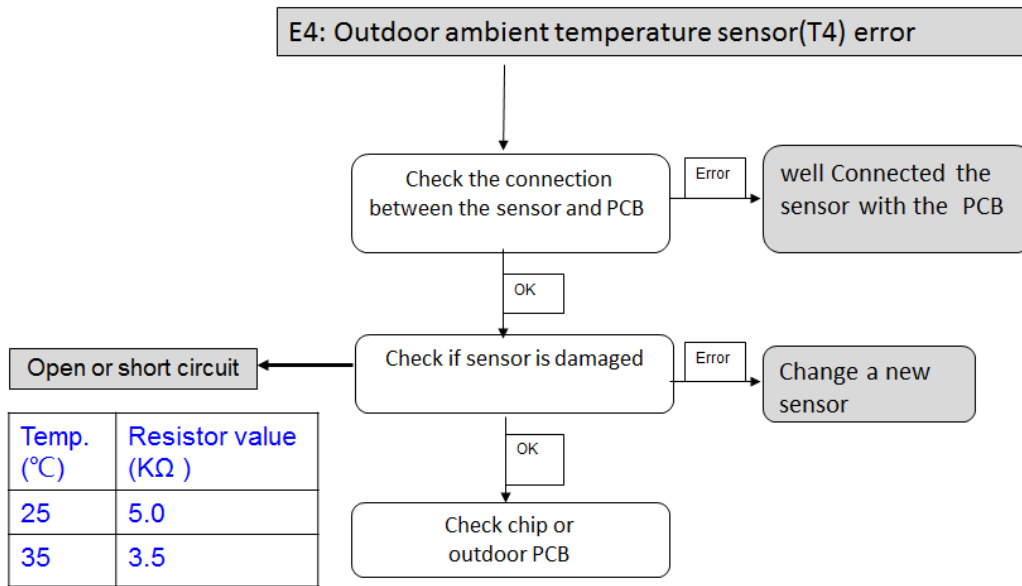 E4: Outdoor ambient temperature sensor(T4) error
Check the connection
between the sensor and PCB
Error
well Connected the
sensor with the PCB
OK
Open or short circuit
Check if sensor is damaged
Error
Change a new
sensor
Temp.
(℃)
Resistor value
(KΩ )
25
5.0
35
3.5
OK
Check chip or
outdoor PCB